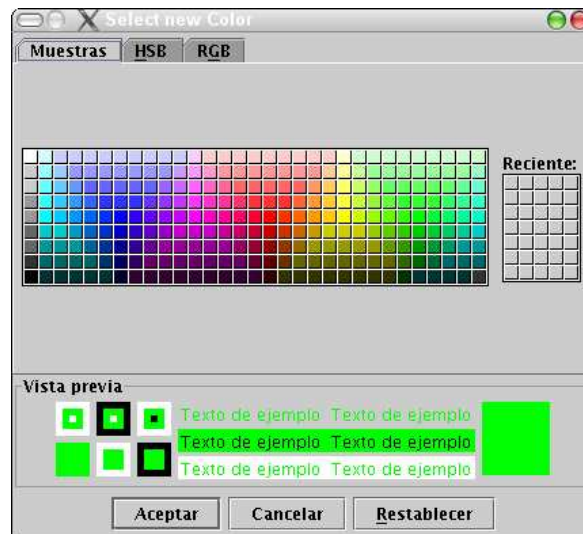 Select new Color
Muestras HSB RGB
Reciente:
Vista previa
Texto de ejemplo Texto de ejemplo
Texto de ejemplo Texto de ejemplo
Texto de ejemplo Texto de ejemplo
Aceptar Cancelar Restablecer